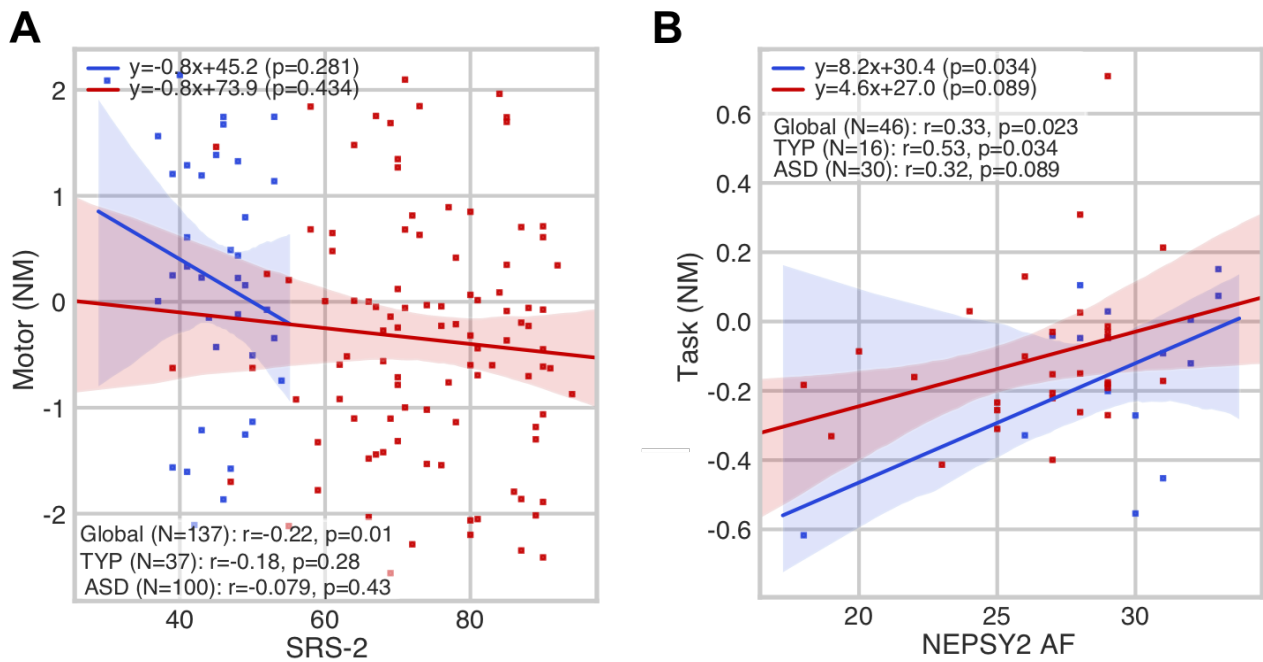 A
y=-0.8x+45.2 (p=0.281)
y=-0.8x+73.9 (p=0.434)
2
1
0
-1
-2
Motor (NM)
Global (N=137): r=-0.22, p=0.01
TYP (N=37): r=-0.18, p=0.28
ASD (N=100): r=-0.079, p=0.43
40 60 80
SRS-2
B
y=8.2x+30.4 (p=0.034)
y=4.6x+27.0 (p=0.089)
Global (N=46): r=0.33, p=0.023
TYP (N=16): r=0.53, p=0.034
ASD (N=30): r=0.32, p=0.089
0.6
0.4
0.2
0.0
-0.2
-0.4
-0.6
Task (NM)
20 25 30
NEPSY2 AF